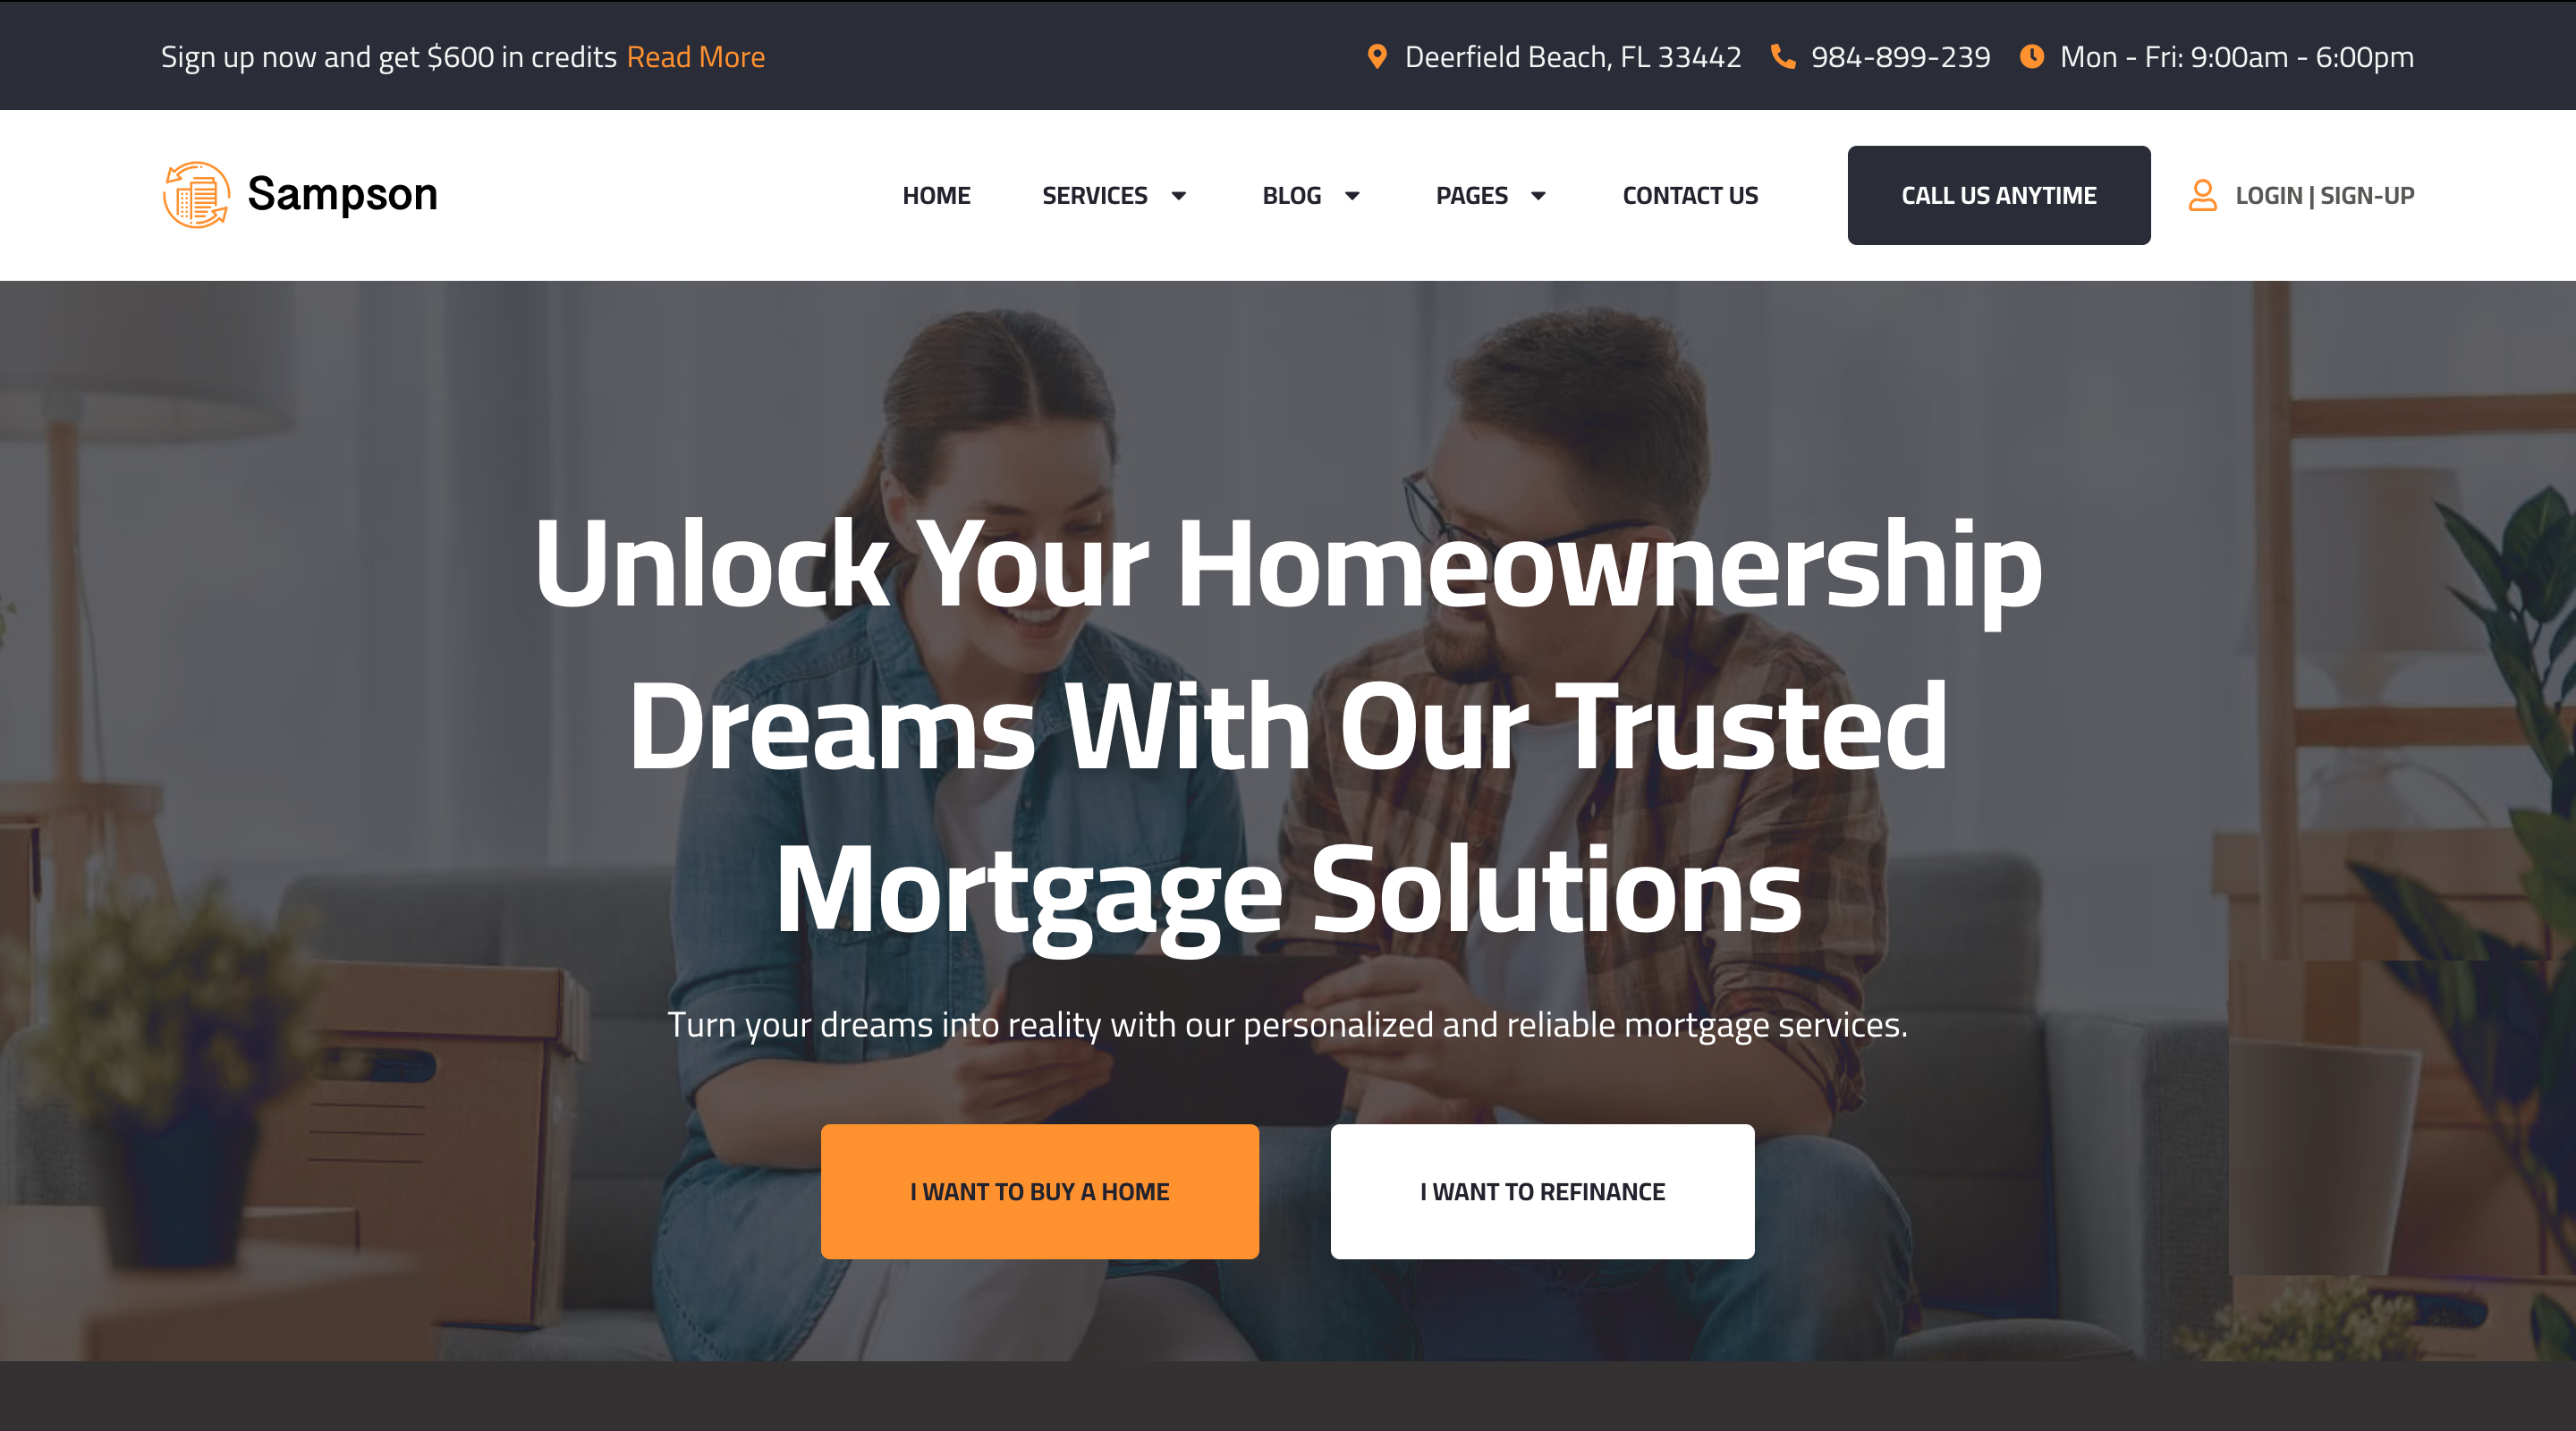 Sign up now and get $600 in credits Read More
Deerfield Beach, FL 33442
984-899-239
Mon - Fri: 9:00am - 6:00pm
Sampson
HOME
SERVICES
BLOG
PAGES
CONTACT US
CALL US ANYTIME
LOGIN | SIGN-UP
Unlock Your Homeownership
Dreams With Our Trusted
Mortgage Solutions
Turn your dreams into reality with our personalized and reliable mortgage services.
I WANT TO BUY A HOME
I WANT TO REFINANCE